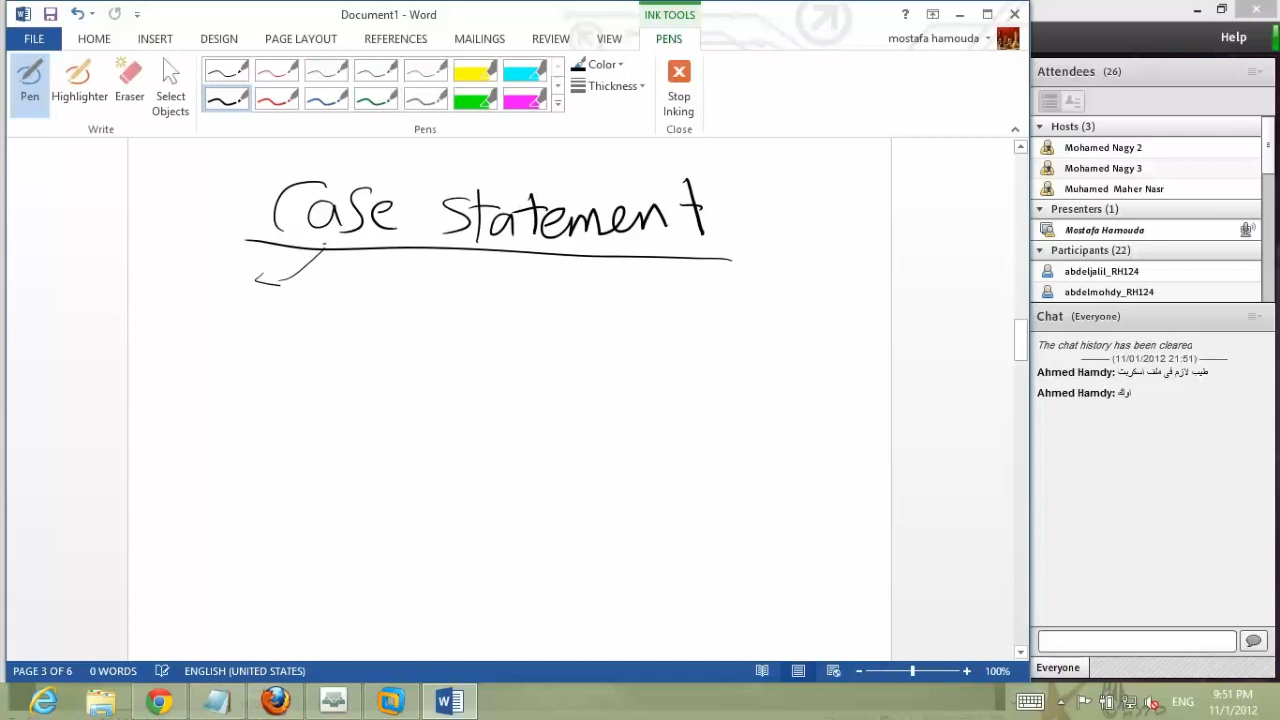 Document1 - Word
INK TOOLS
Help
FILE
HOME
INSERT
DESIGN
PAGE LAYOUT
REFERENCES
MAILINGS
REVIEW
VIEW
PENS
mostafa hamouda
Pen
Highlighter
Eraser
Select
Objects
Color
Thickness
Stop
Inking
Write
Pens
Close
Case statement
Attendees (26)
Hosts (3)
Mohamed Nagy 2
Mohamed Nagy 3
Muhamed Maher Nasr
Presenters (1)
Mostafa Hamouda
Participants (22)
abdeljalil_RH124
abdelmohdy_RH124
Chat (Everyone)
The chat history has been cleared
(11/01/2012 21:51)
Ahmed Hamdy: طيب لازم في ملف اسكربت
Ahmed Hamdy: اوك
Everyone
PAGE 3 OF 6
0 WORDS
ENGLISH (UNITED STATES)
100%
ENG
9:51 PM
11/1/2012